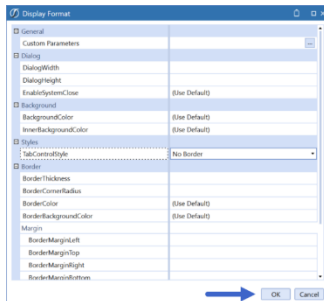 Display Format
General
Custom Parameters ...
Dialog
DialogWidth
DialogHeight
EnableSystemClose (Use Default)
Background
BackgroundColor (Use Default)
InnerBackgroundColor (Use Default)
Styles
TabControlStyle No Border
Border
BorderThickness
BorderCornerRadius
BorderColor (Use Default)
BorderBackgroundColor (Use Default)
Margin
BorderMarginLeft
BorderMarginTop
BorderMarginRight
BorderMarginBottom
OK Cancel